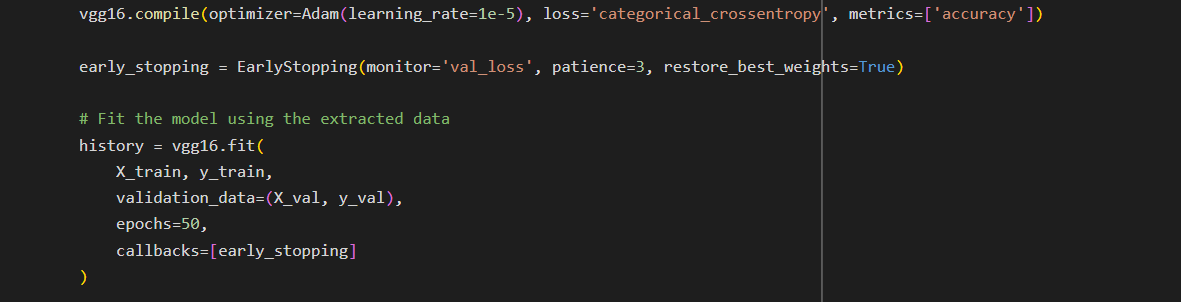 vgg16.compile(optimizer=Adam(learning_rate=1e-5), loss='categorical_crossentropy', metrics=['accuracy'])
early_stopping = EarlyStopping(monitor='val_loss', patience=3, restore_best_weights=True)
# Fit the model using the extracted data
history = vgg16.fit(
    X_train, y_train,
    validation_data=(X_val, y_val),
    epochs=50,
    callbacks=[early_stopping]
)